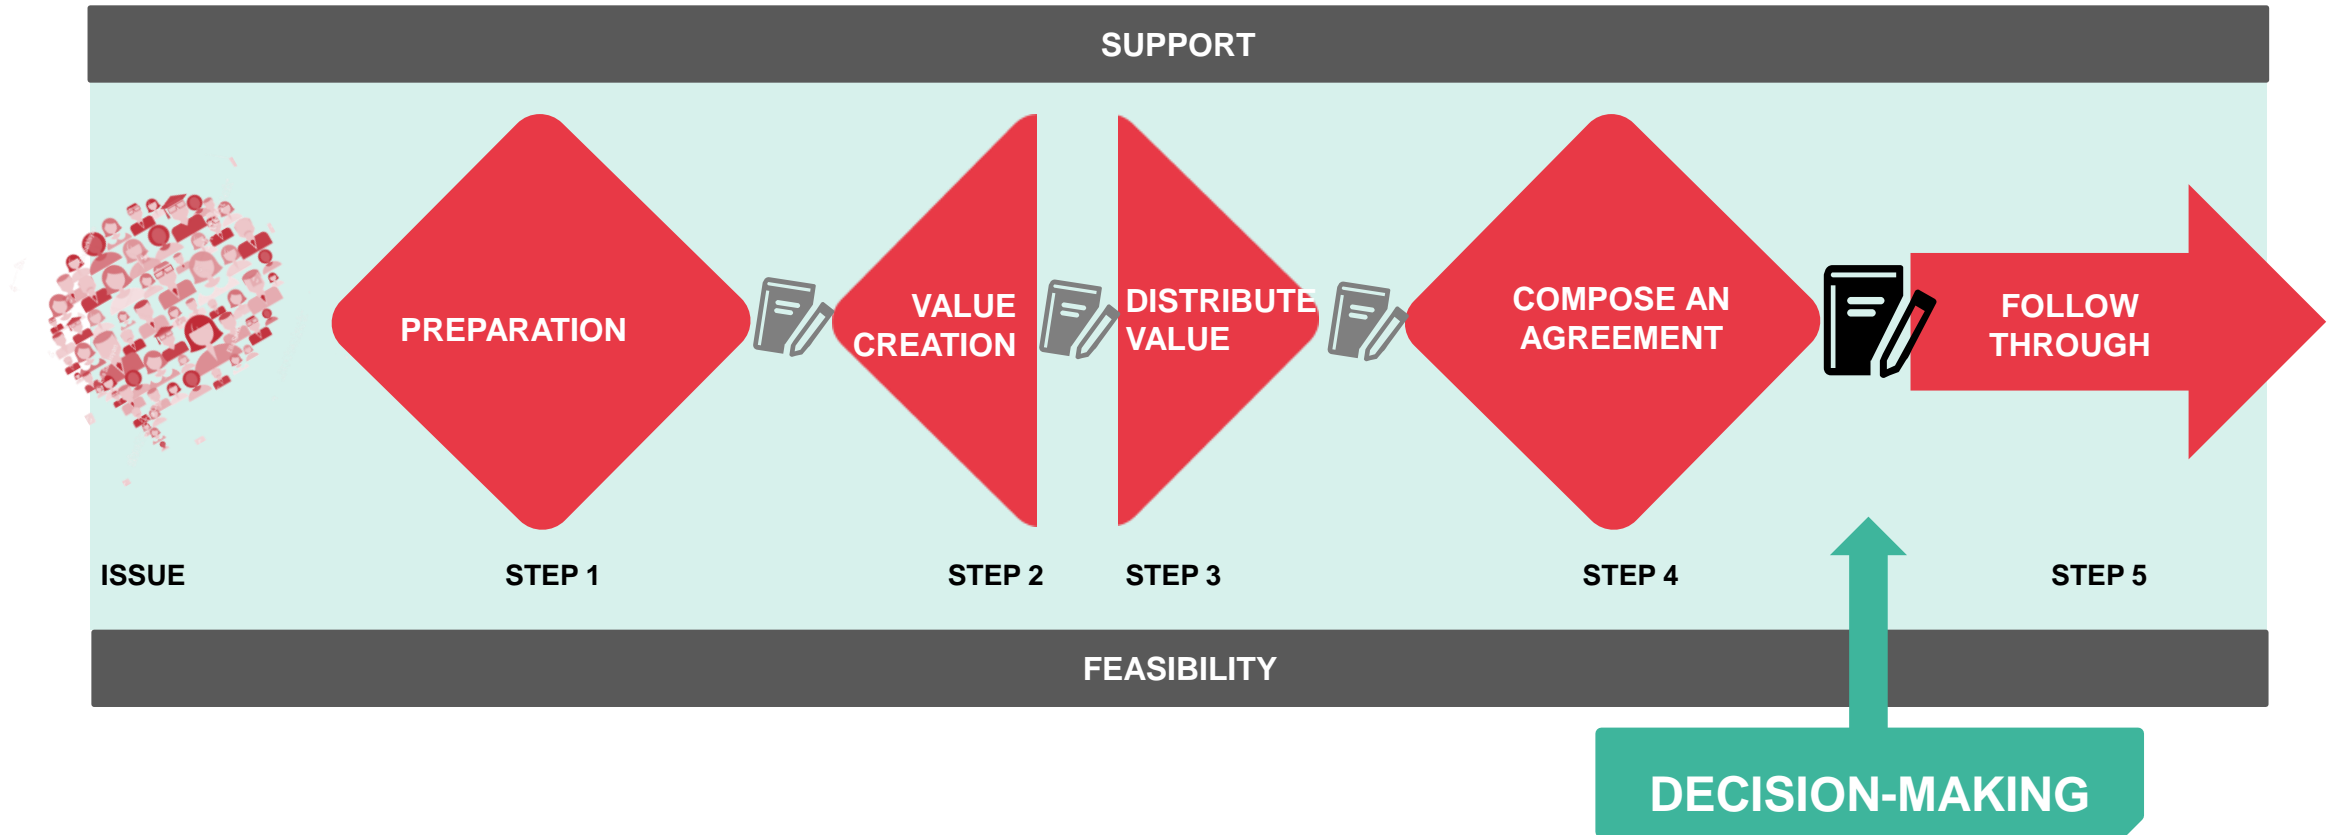 SUPPORT
PREPARATION
VALUE
CREATION
DISTRIBUTE
VALUE
COMPOSE AN
AGREEMENT
FOLLOW
THROUGH
ISSUE
STEP 1
STEP 2
STEP 3
STEP 4
STEP 5
FEASIBILITY
DECISION-MAKING